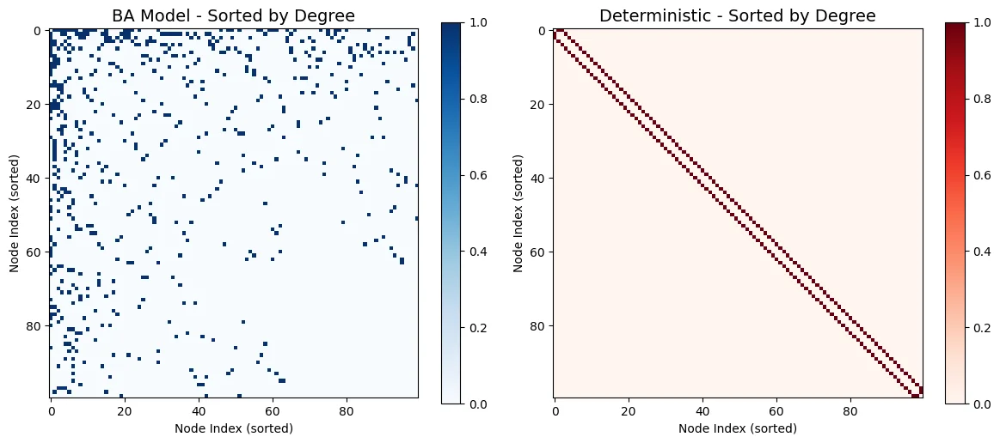 BA Model - Sorted by Degree
0
20
40
60
80
Node Index (sorted)
0 20 40 60 80
Node Index (sorted)
1.0
0.8
0.6
0.4
0.2
0.0
Deterministic - Sorted by Degree
0
20
40
60
80
Node Index (sorted)
0 20 40 60 80
Node Index (sorted)
1.0
0.8
0.6
0.4
0.2
0.0